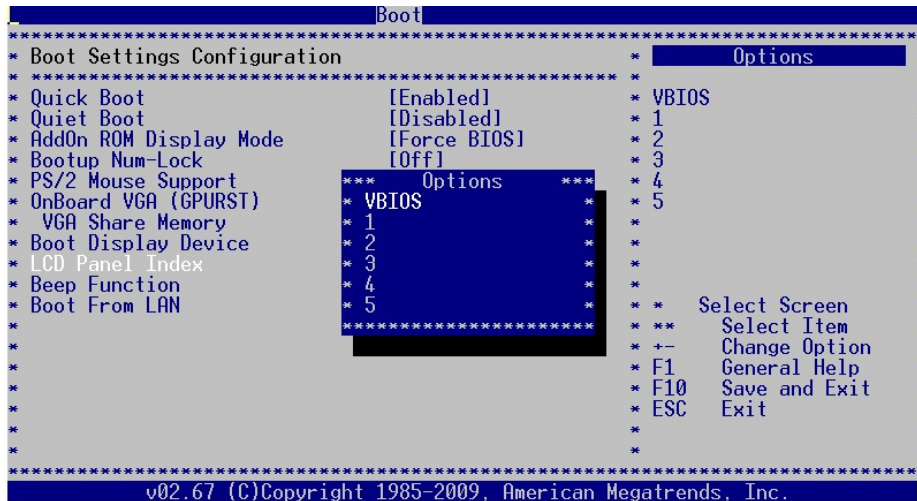 Boot
Boot Settings Configuration
Quick Boot [Enabled]
Quiet Boot [Disabled]
AddOn ROM Display Mode [Force BIOS]
Bootup Num-Lock [Off]
PS/2 Mouse Support
OnBoard VGA (GPURST)
VGA Share Memory
Boot Display Device
LCD Panel Index
Beep Function
Boot From LAN
Options
VBIOS
1
2
3
4
5
Options
VBIOS
1
2
3
4
5
* Select Screen
** Select Item
+- Change Option
F1 General Help
F10 Save and Exit
ESC Exit
v02.67 (C)Copyright 1985-2009, American Megatrends, Inc.